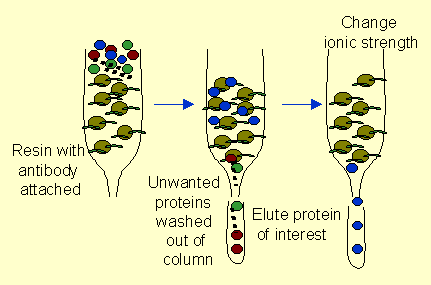 Change
ionic strength
Resin with
antibody
attached
Unwanted
proteins
washed
out of
column
Elute protein
of interest